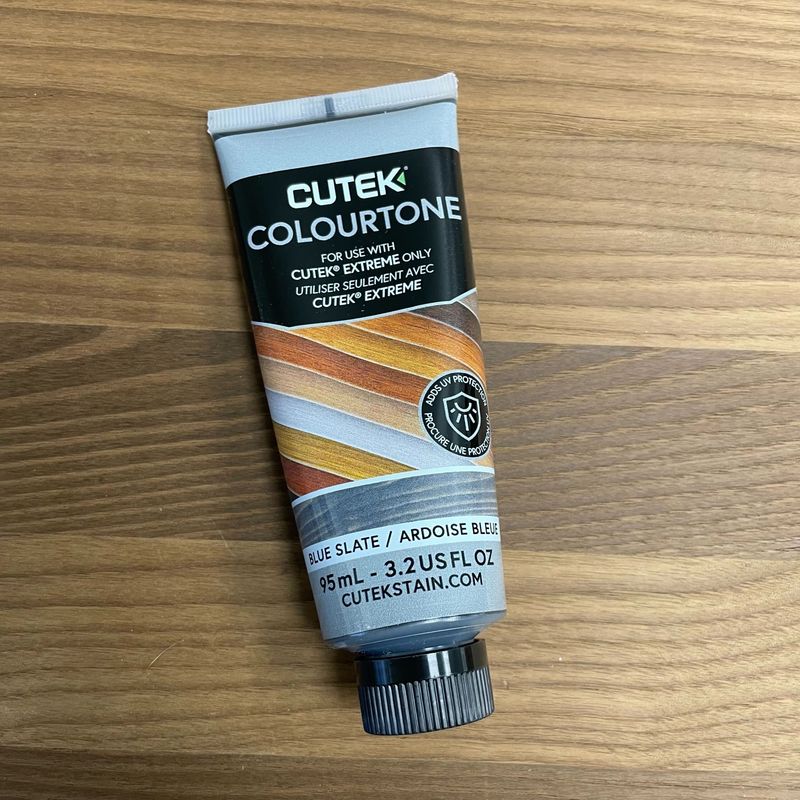 CUTEK®
COLOURTONE
FOR USE WITH
CUTEK® EXTREME ONLY
UTILISER SEULEMENT AVEC
CUTEK® EXTREME
ADDS UV PROTECTION
PROCURE UNE PROTECTION
BLUE SLATE / ARDOISE BLEUE
95mL - 3.2 US FL OZ
CUTEKSTAIN.COM